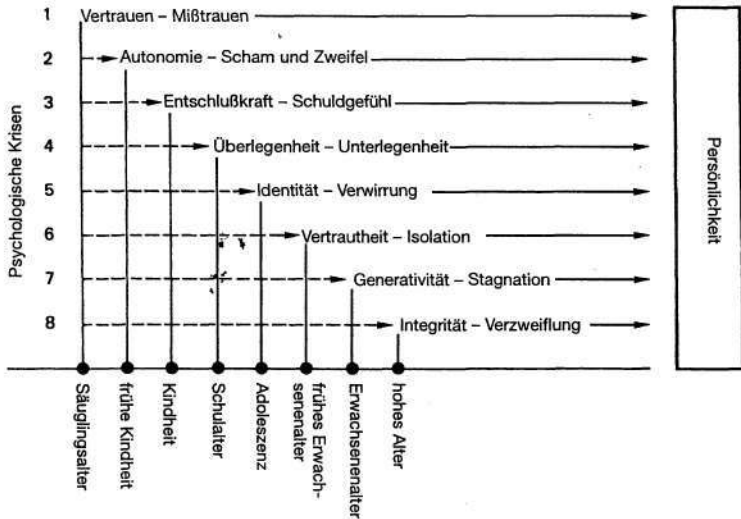 1 Vertrauen – Mißtrauen
2 Autonomie – Scham und Zweifel
3 Entschlußkraft – Schuldgefühl
4 Überlegenheit – Unterlegenheit
5 Identität – Verwirrung
6 Vertrautheit – Isolation
7 Generativität – Stagnation
8 Integrität – Verzweiflung
Psychologische Krisen
Persönlichkeit
Säuglingsalter
frühe Kindheit
Kindheit
Schulalter
Adoleszenz
frühes Erwach-
senenalter
Erwachsenenalter
hohes Alter